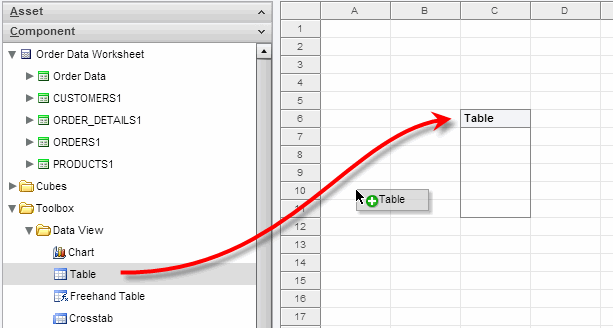 Asset
Component
Order Data Worksheet
Order Data
CUSTOMERS1
ORDER_DETAILS1
ORDERS1
PRODUCTS1
Cubes
Toolbox
Data View
Chart
Table
Freehand Table
Crosstab
A B C D
1
2
3
4
5
6 Table
7
8
9
10 Table
11
12
13
14
15
16
17